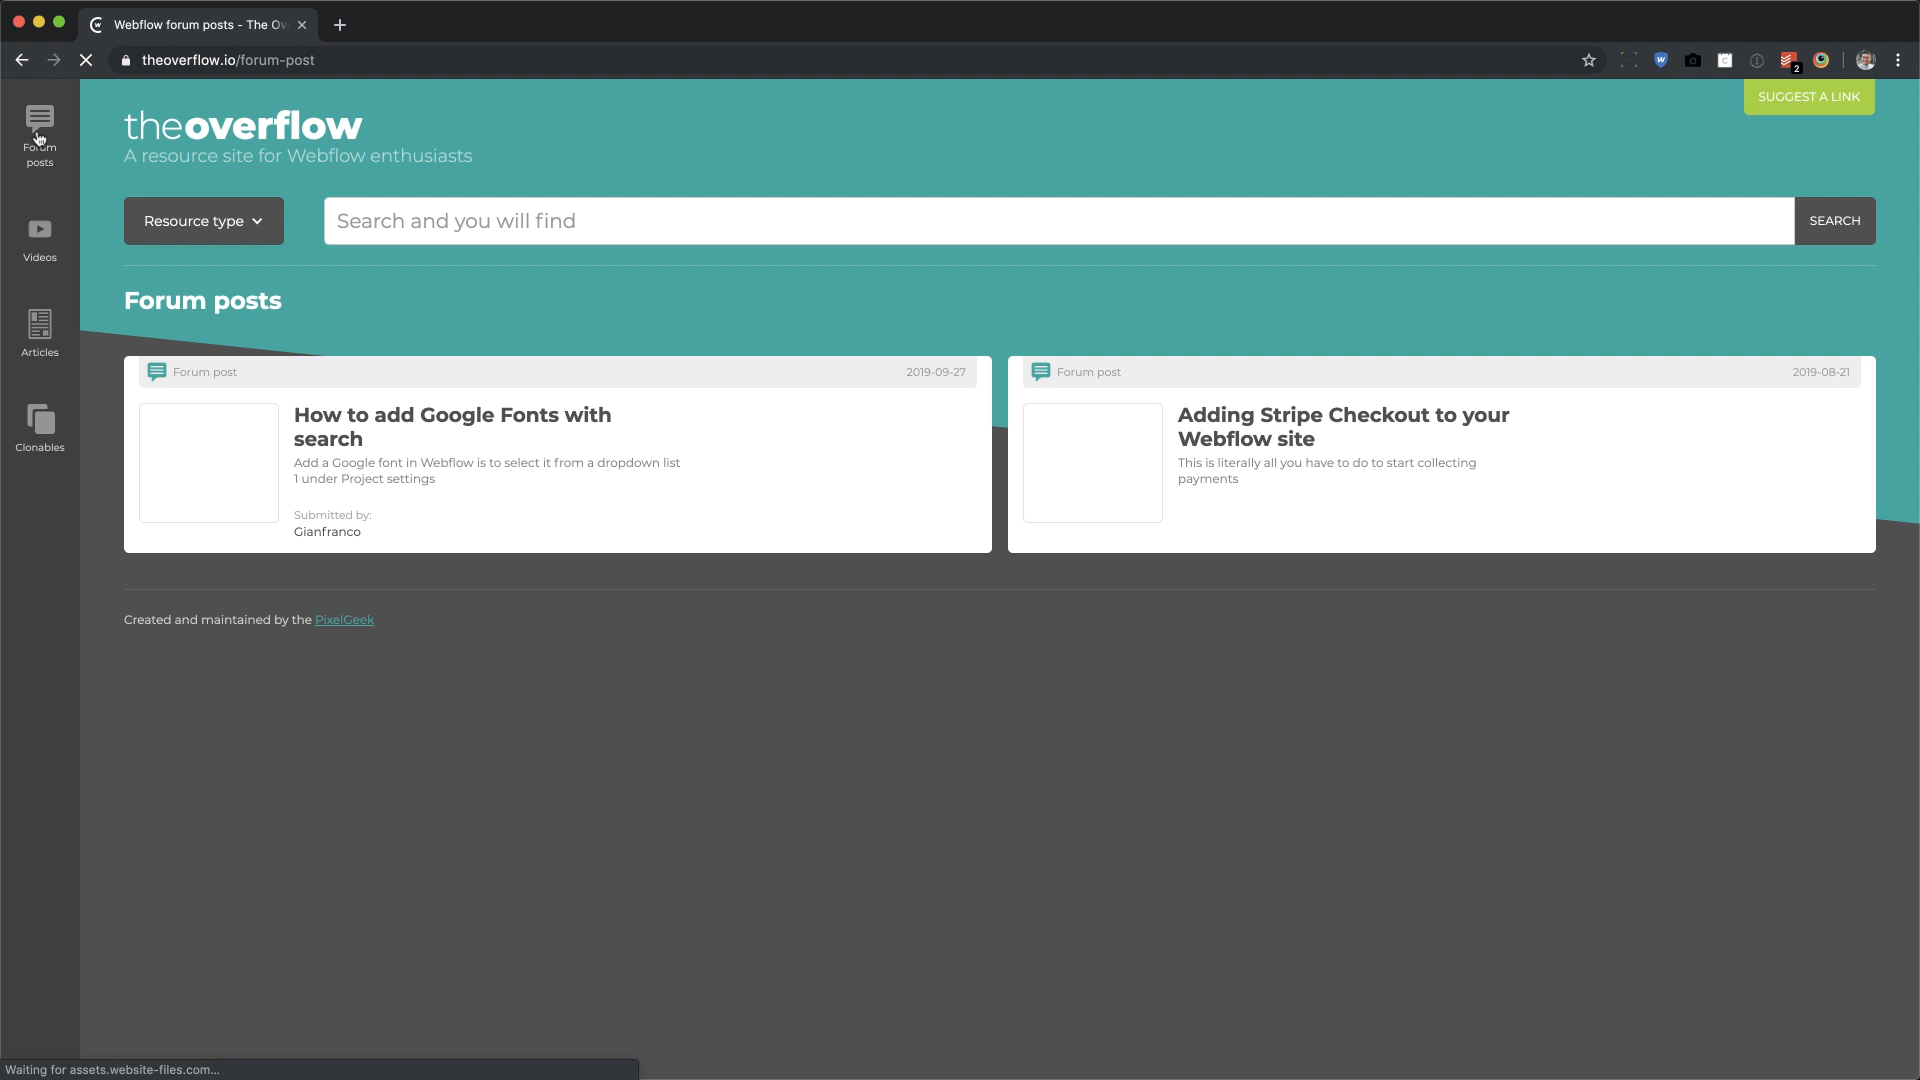 Webflow forum posts - The Ov
theoverflow.io/forum-post
2
SUGGEST A LINK
theoverflow
A resource site for Webflow enthusiasts
Forum
posts
Videos
Articles
Clonables
Resource type
Search and you will find
SEARCH
Forum posts
Forum post
2019-09-27
How to add Google Fonts with
search
Add a Google font in Webflow is to select it from a dropdown list
1 under Project settings
Submitted by:
Gianfranco
Forum post
2019-08-21
Adding Stripe Checkout to your
Webflow site
This is literally all you have to do to start collecting
payments
Created and maintained by the PixelGeek
Waiting for assets.website-files.com...